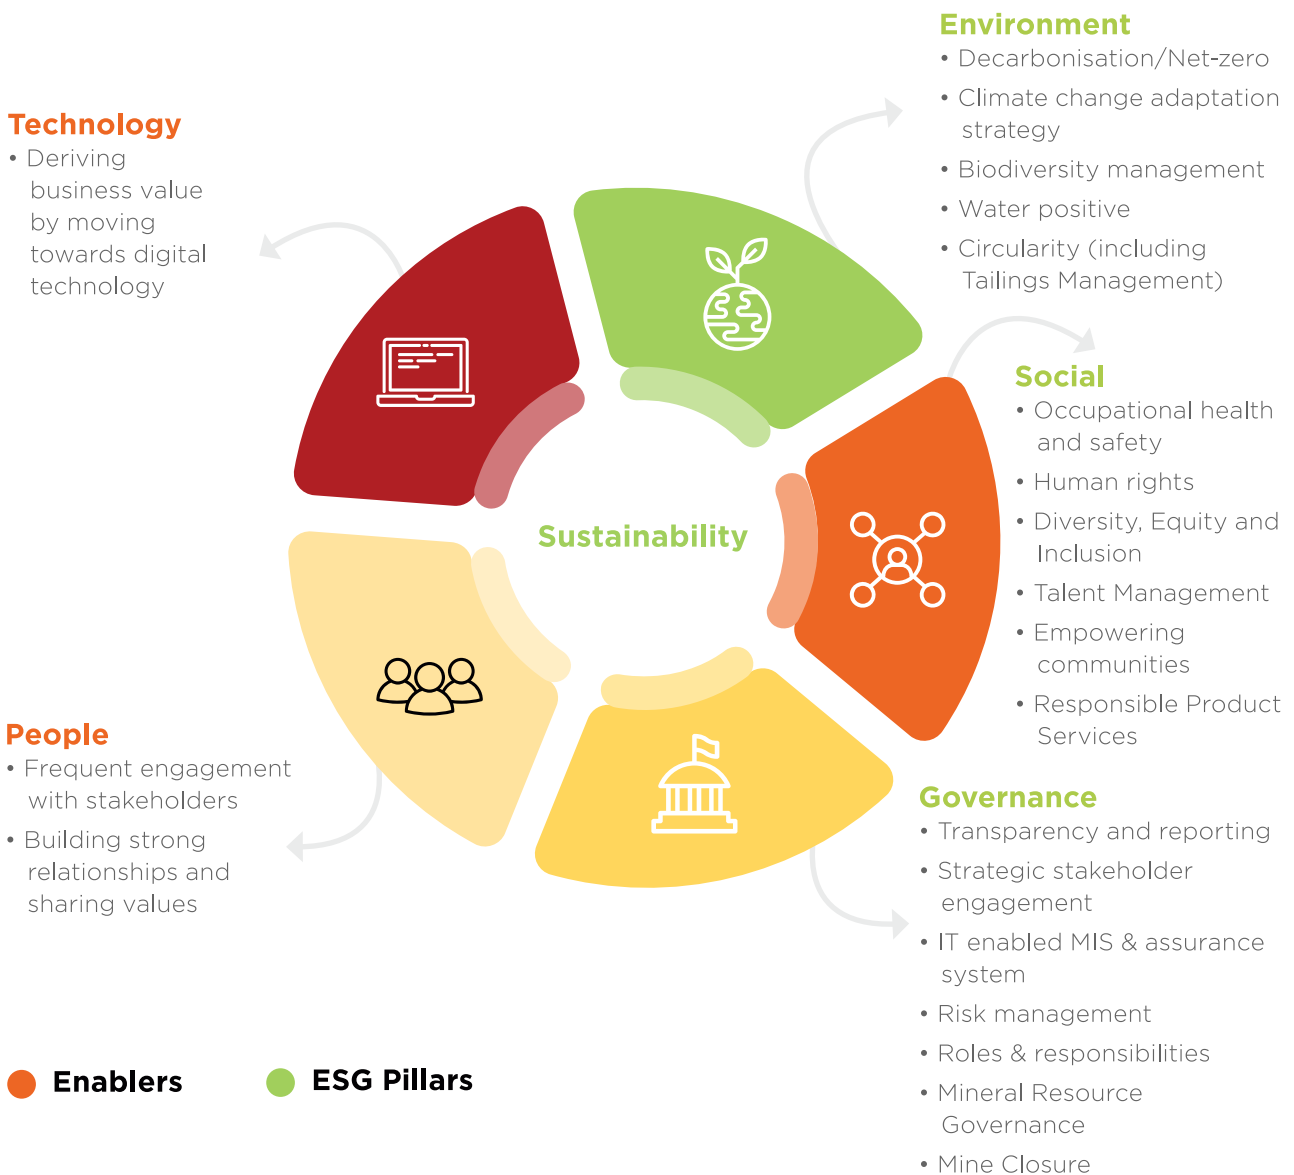 Environment
• Decarbonisation/Net-zero
• Climate change adaptation
strategy
• Biodiversity management
• Water positive
• Circularity (including
Tailings Management)
Technology
• Deriving
business value
by moving
towards digital
technology
Social
• Occupational health
and safety
• Human rights
• Diversity, Equity and
Inclusion
• Talent Management
• Empowering
communities
• Responsible Product
Services
Sustainability
People
• Frequent engagement
with stakeholders
• Building strong
relationships and
sharing values
Governance
• Transparency and reporting
• Strategic stakeholder
engagement
• IT enabled MIS & assurance
system
• Risk management
• Roles & responsibilities
• Mineral Resource
Governance
• Mine Closure
Enablers
ESG Pillars